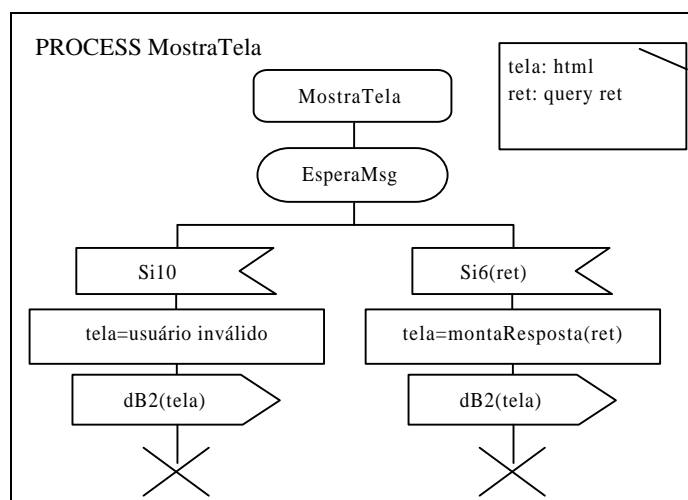 PROCESS MostraTela
tela: html
ret: query ret
MostraTela
EsperaMsg
Si10
Si6(ret)
tela=usuário inválido
tela=montaResposta(ret)
dB2(tela)
dB2(tela)